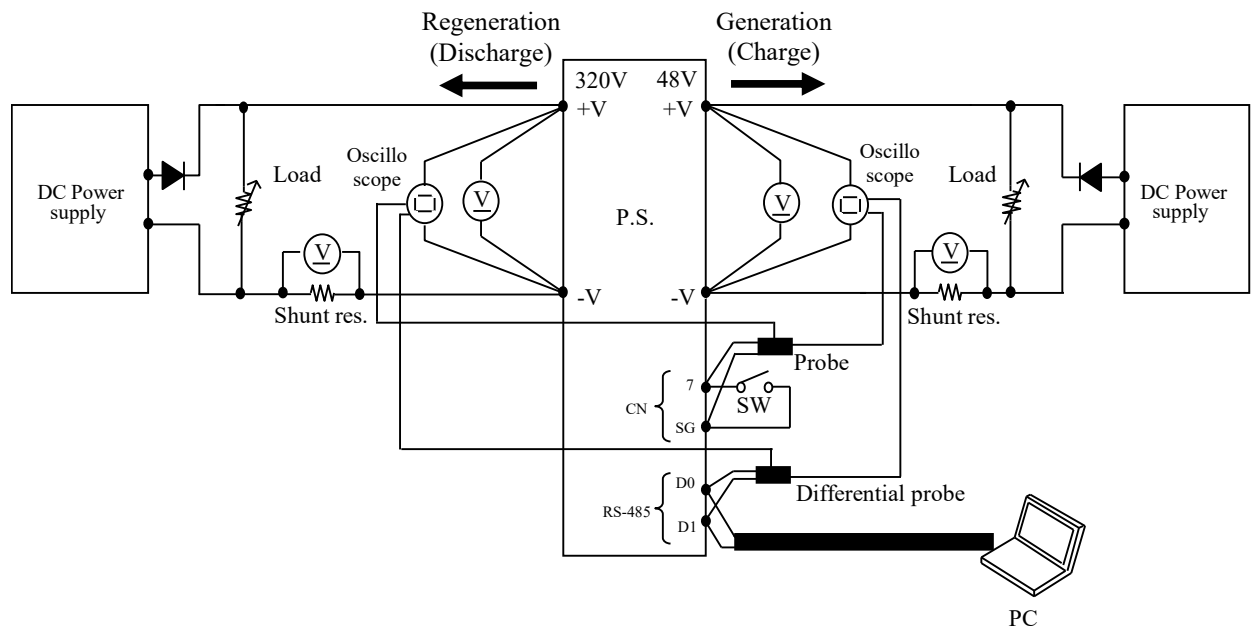 Regeneration
(Discharge)
Generation
(Charge)
320V
48V
+V
+V
DC Power
supply
Load
Oscillo
scope
V
P.S.
V
Oscillo
scope
Load
DC Power
supply
V
V
-V
-V
Shunt res.
Shunt res.
Probe
7
CN
SW
SG
D0
Differential probe
RS-485
D1
PC